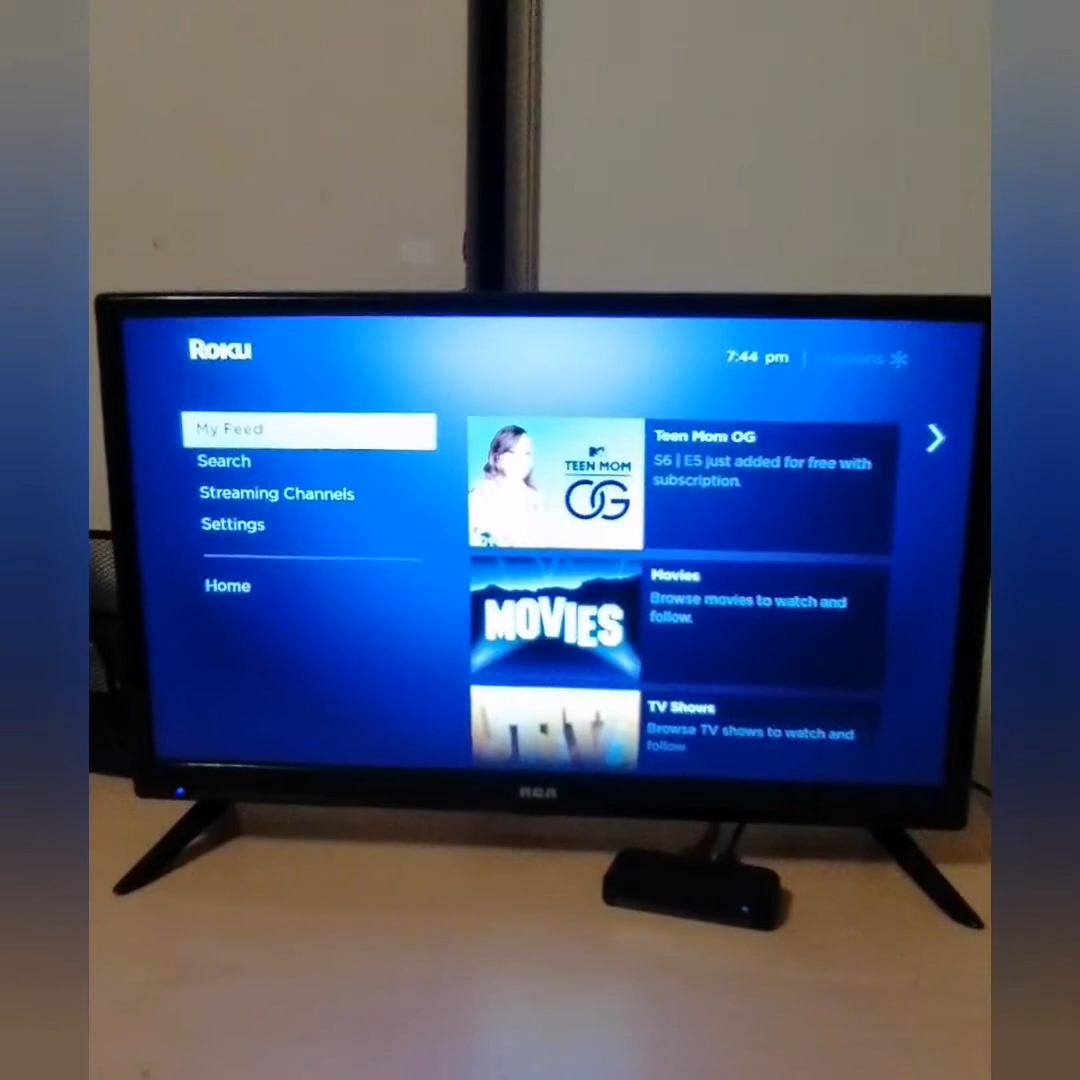 Roku
7:44 pm | Options *
My Feed
Search
Streaming Channels
Settings
Home
TEEN MOM
OG
Teen Mom OG
S6 | E5 just added for free with
subscription.
MOVIES
Movies
Browse movies to watch and
follow.
TV Shows
Browse TV shows to watch and
follow.
RCA